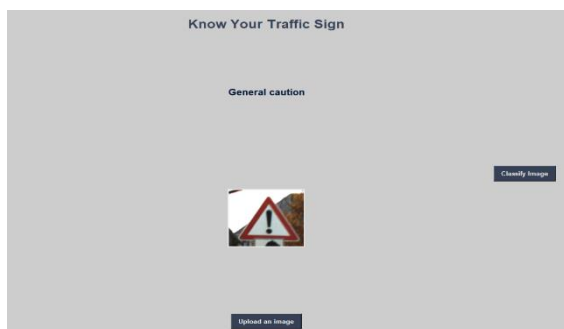 Know Your Traffic Sign
General caution
Classify Image
Upload an image